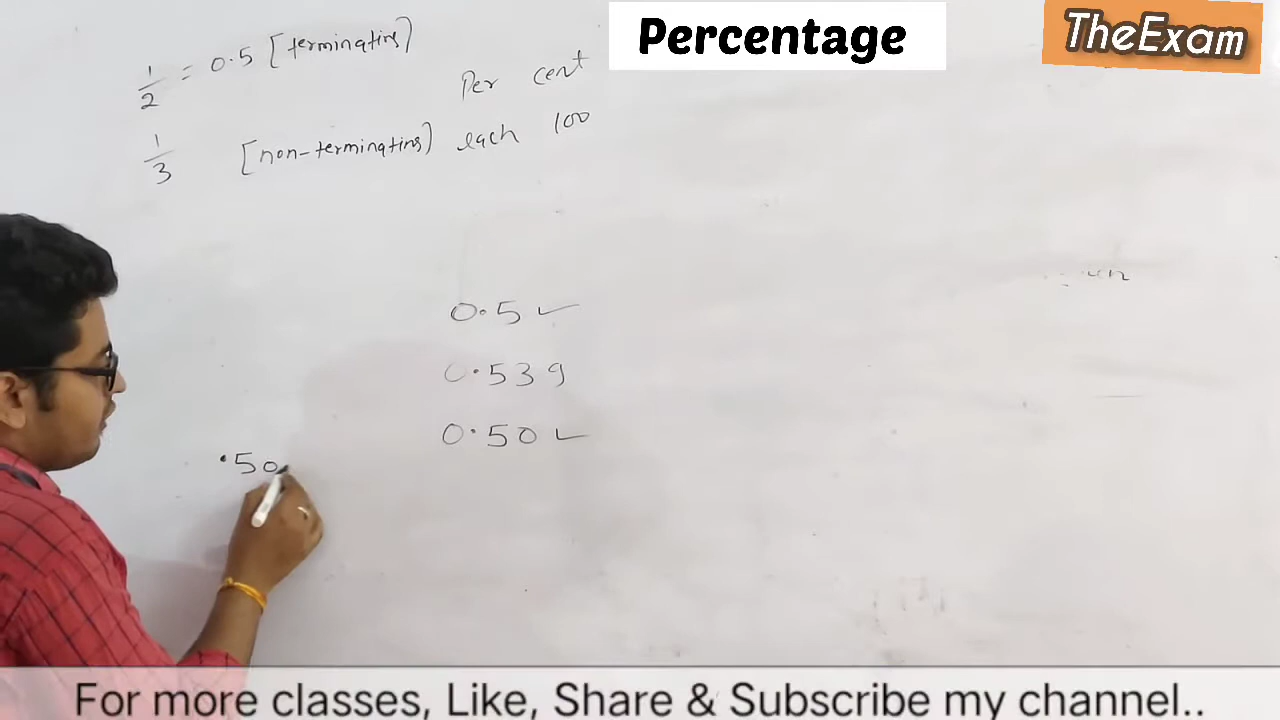 Percentage
TheExam
1/2 = 0.5 [terminating]
Per cent
1/3 [non-terminating] each 100
0.5 ✓
0.539
0.50 ✓
.50
For more classes, Like, Share & Subscribe my channel..